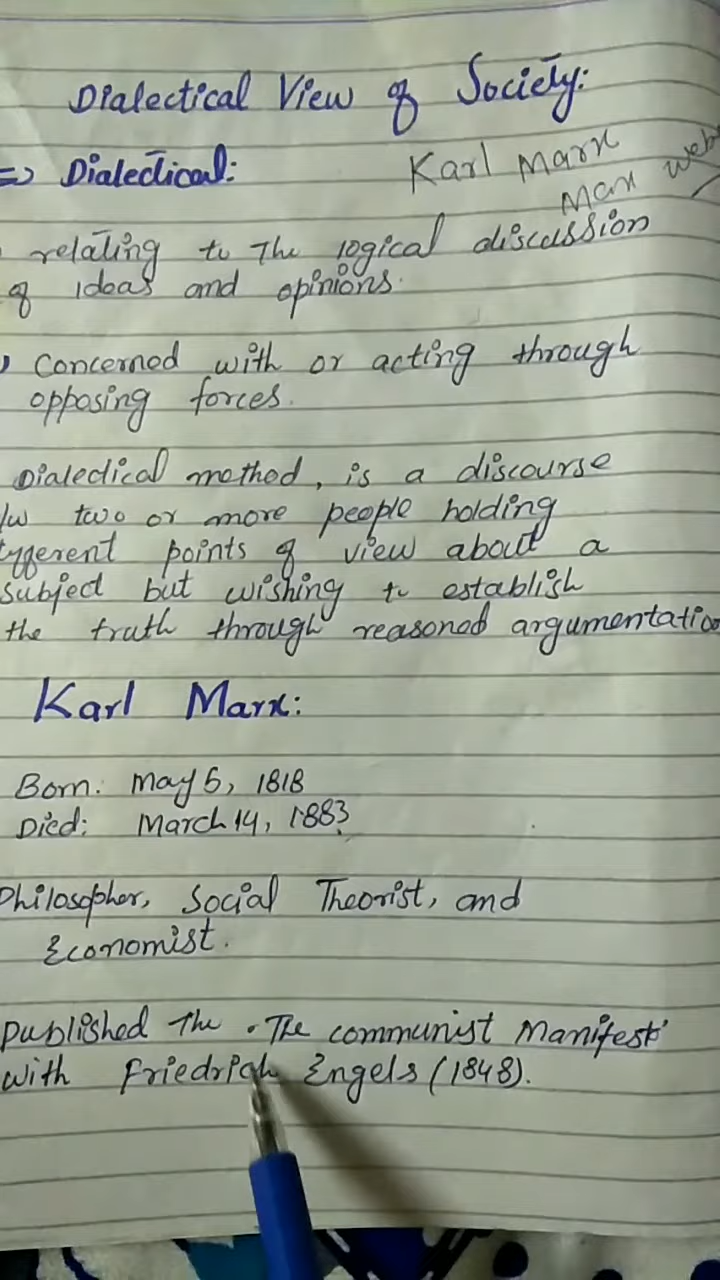 Dialectical View of Society:
=> Dialectical:
Karl Marx
Max Web
relating to the logical discussion
of ideas and opinions.
Concerned with or acting through
opposing forces.
Dialectical method, is a discourse
/w two or more people holding
different points of view about a
subject but wishing to establish
the truth through reasoned argumentation
Karl Marx:
Born: May 5, 1818
Died: March 14, 1883
Philosopher, Social Theorist, and
Economist.
Published The . The communist Manifesto
with Friedrich Engels (1848).